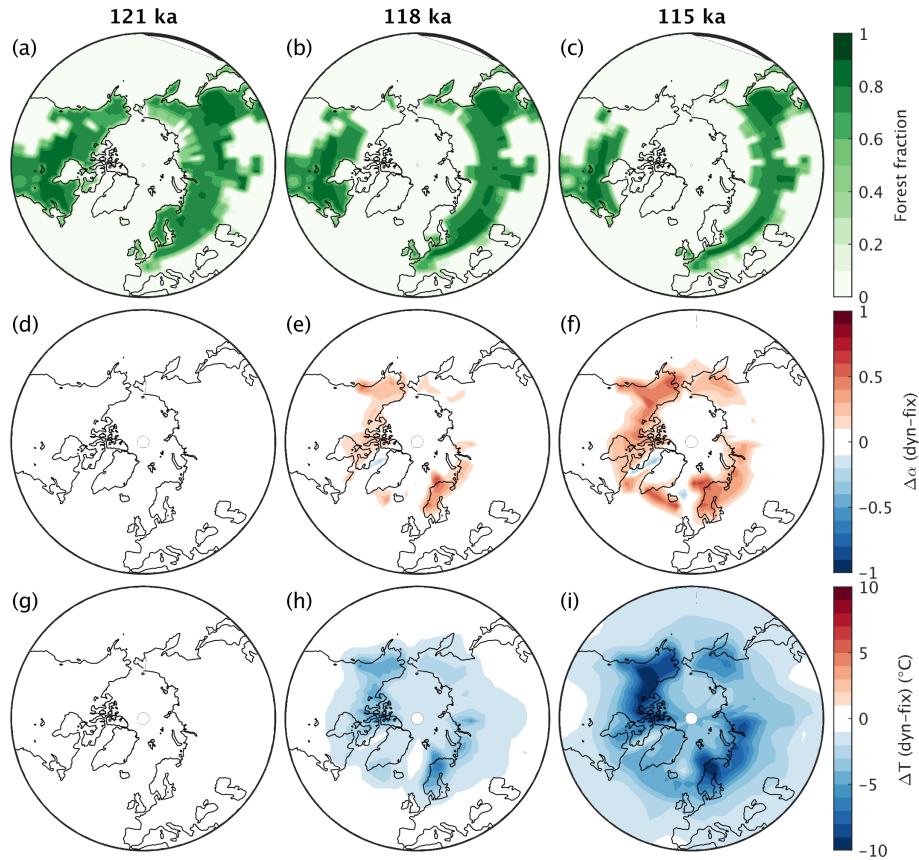 121 ka 118 ka 115 ka
(a) (b) (c)
1
0.8
0.6
0.4
0.2
0
Forest fraction
(d) (e) (f)
1
0.5
0
−0.5
−1
Δα (dyn−fix)
(g) (h) (i)
10
5
0
−5
−10
ΔT (dyn−fix) (°C)